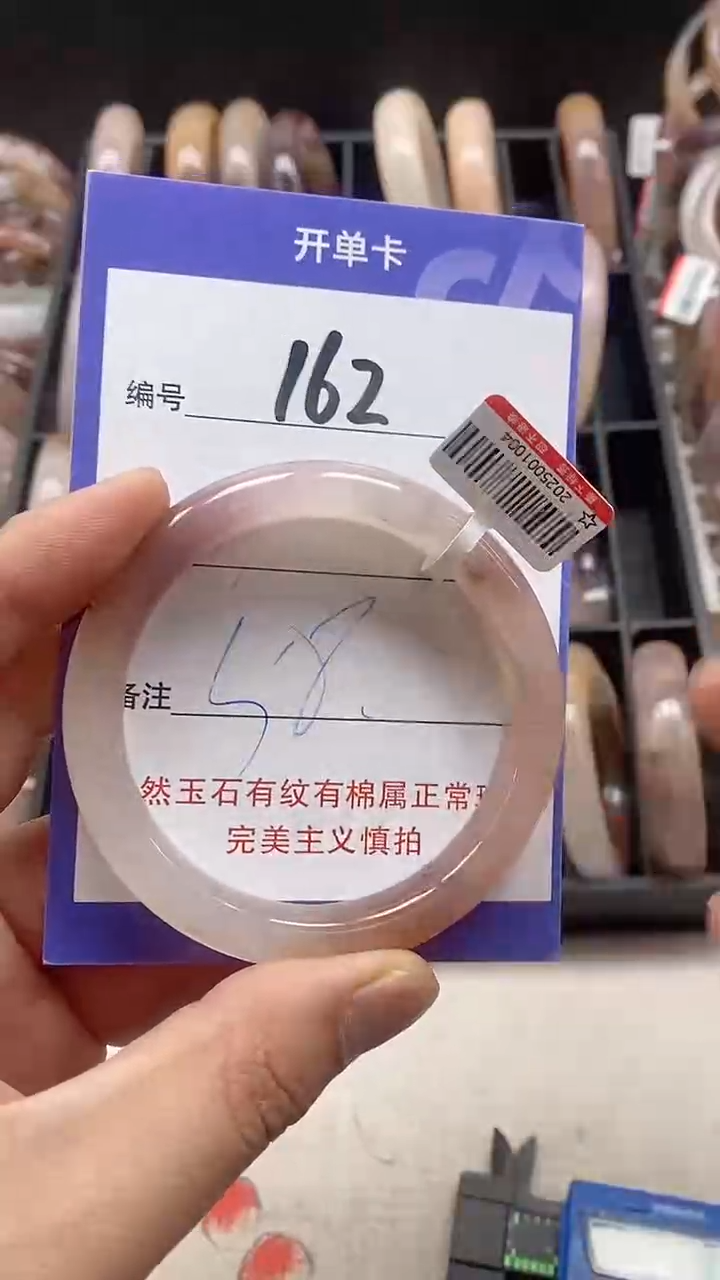 开单卡
编号 162
2025001004
备注 58.
然玉石有纹有棉属正常
完美主义慎拍